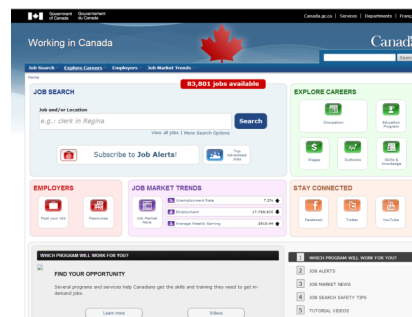 Government of Canada
Gouvernement du Canada
Canada.gc.ca | Services | Departments | Franç
Working in Canada
Canad
Search
Job Search
Explore Careers
Employers
Job Market Trends
Home
83,801 jobs available
JOB SEARCH
Job and/or Location
e.g.: clerk in Regina
Search
View all jobs | More Search Options
Subscribe to Job Alerts!
Top Advertised Jobs
EXPLORE CAREERS
Occupation
Education Program
Wages
Outlooks
Skills & Knowledge
EMPLOYERS
Post your Job
Resources
JOB MARKET TRENDS
Job Market News
Unemployment Rate 7.2%
Employment
Average Weekly Earning
STAY CONNECTED
Facebook
Twitter
YouTube
WHICH PROGRAM WILL WORK FOR YOU?
FIND YOUR OPPORTUNITY
Several programs and services help Canadians get the skills and training they need to get in-
demand jobs.
Learn more
Videos
1 WHICH PROGRAM WILL WORK FOR YOU?
2 JOB ALERTS
3 JOB MARKET NEWS
4 JOB SEARCH SAFETY TIPS
5 TUTORIAL VIDEOS